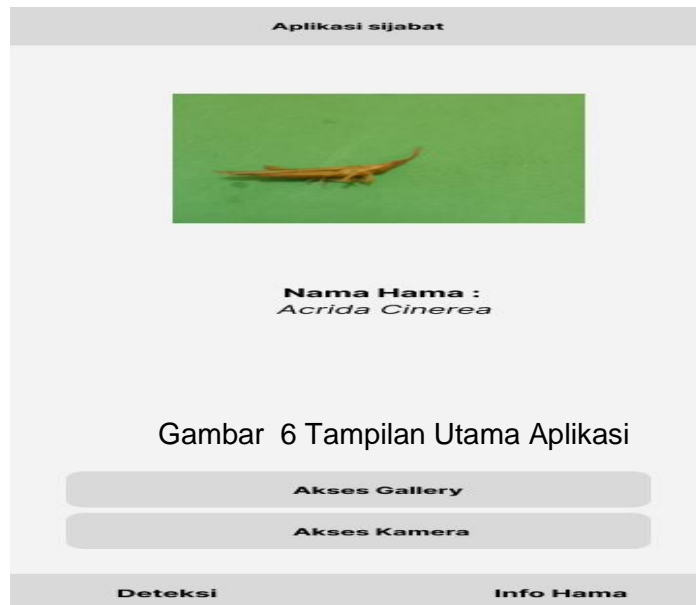 Aplikasi sijabat
Nama Hama :
Acrida Cinerea
Gambar 6 Tampilan Utama Aplikasi
Akses Gallery
Akses Kamera
Deteksi Info Hama